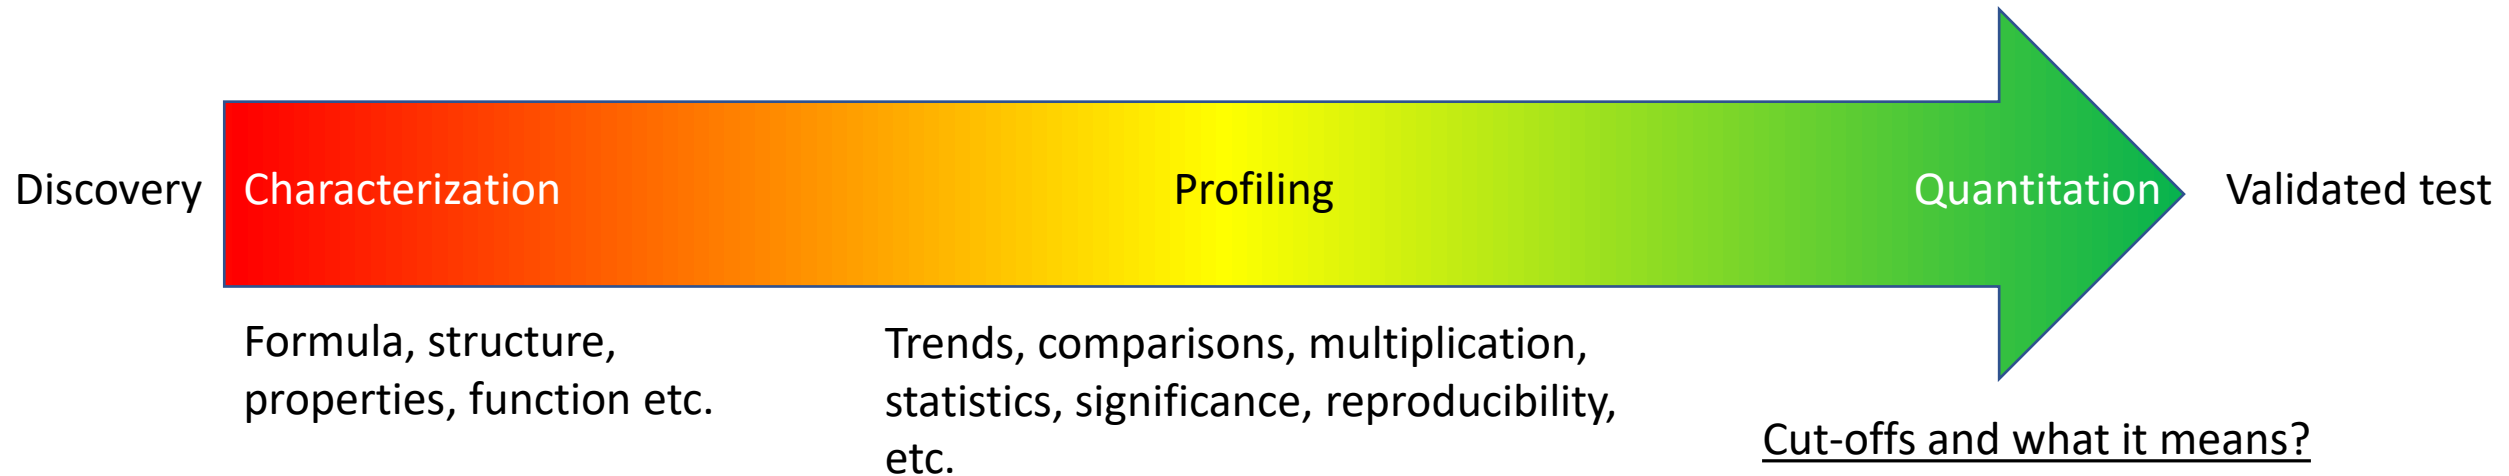 Discovery
Characterization
Profiling
Quantitation
Validated test
Formula, structure,
properties, function etc.
Trends, comparisons, multiplication,
statistics, significance, reproducibility,
etc.
Cut-offs and what it means?